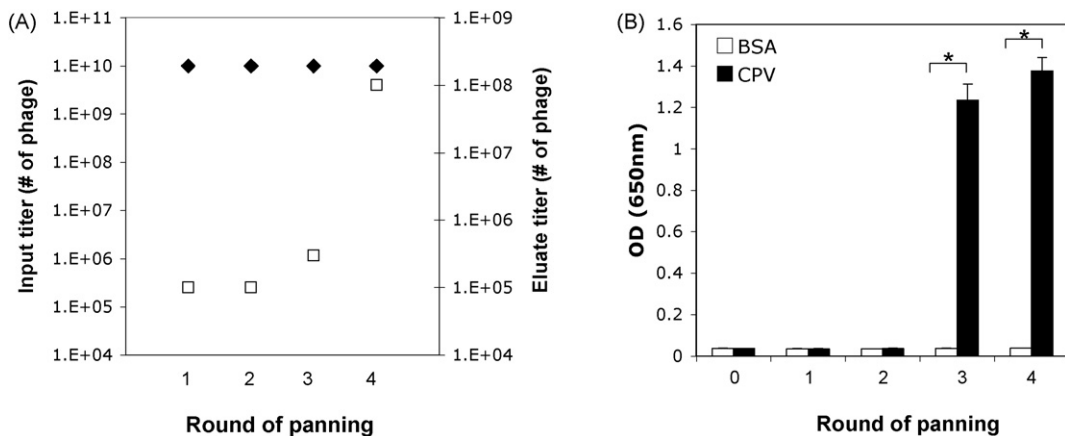 (A)
Input titer (# of phage)
1.E+11
1.E+10
1.E+09
1.E+08
1.E+07
1.E+06
1.E+05
1.E+04
1.E+09
1.E+08
1.E+07
1.E+06
1.E+05
1.E+04
Eluate titer (# of phage)
1 2 3 4
Round of panning
(B)
OD (650nm)
1.6
1.4
1.2
1
0.8
0.6
0.4
0.2
0
BSA
CPV
*
*
0 1 2 3 4
Round of panning